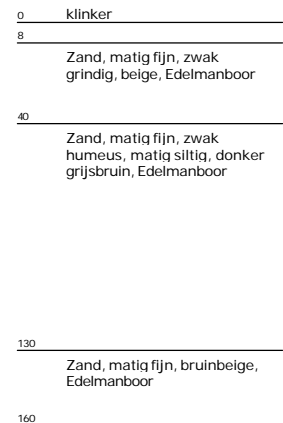 0 klinker
8
Zand, matig fijn, zwak
grindig, beige, Edelmanboor
40
Zand, matig fijn, zwak
humeus, matig siltig, donker
grijsbruin, Edelmanboor
130
Zand, matig fijn, bruinbeige,
Edelmanboor
160